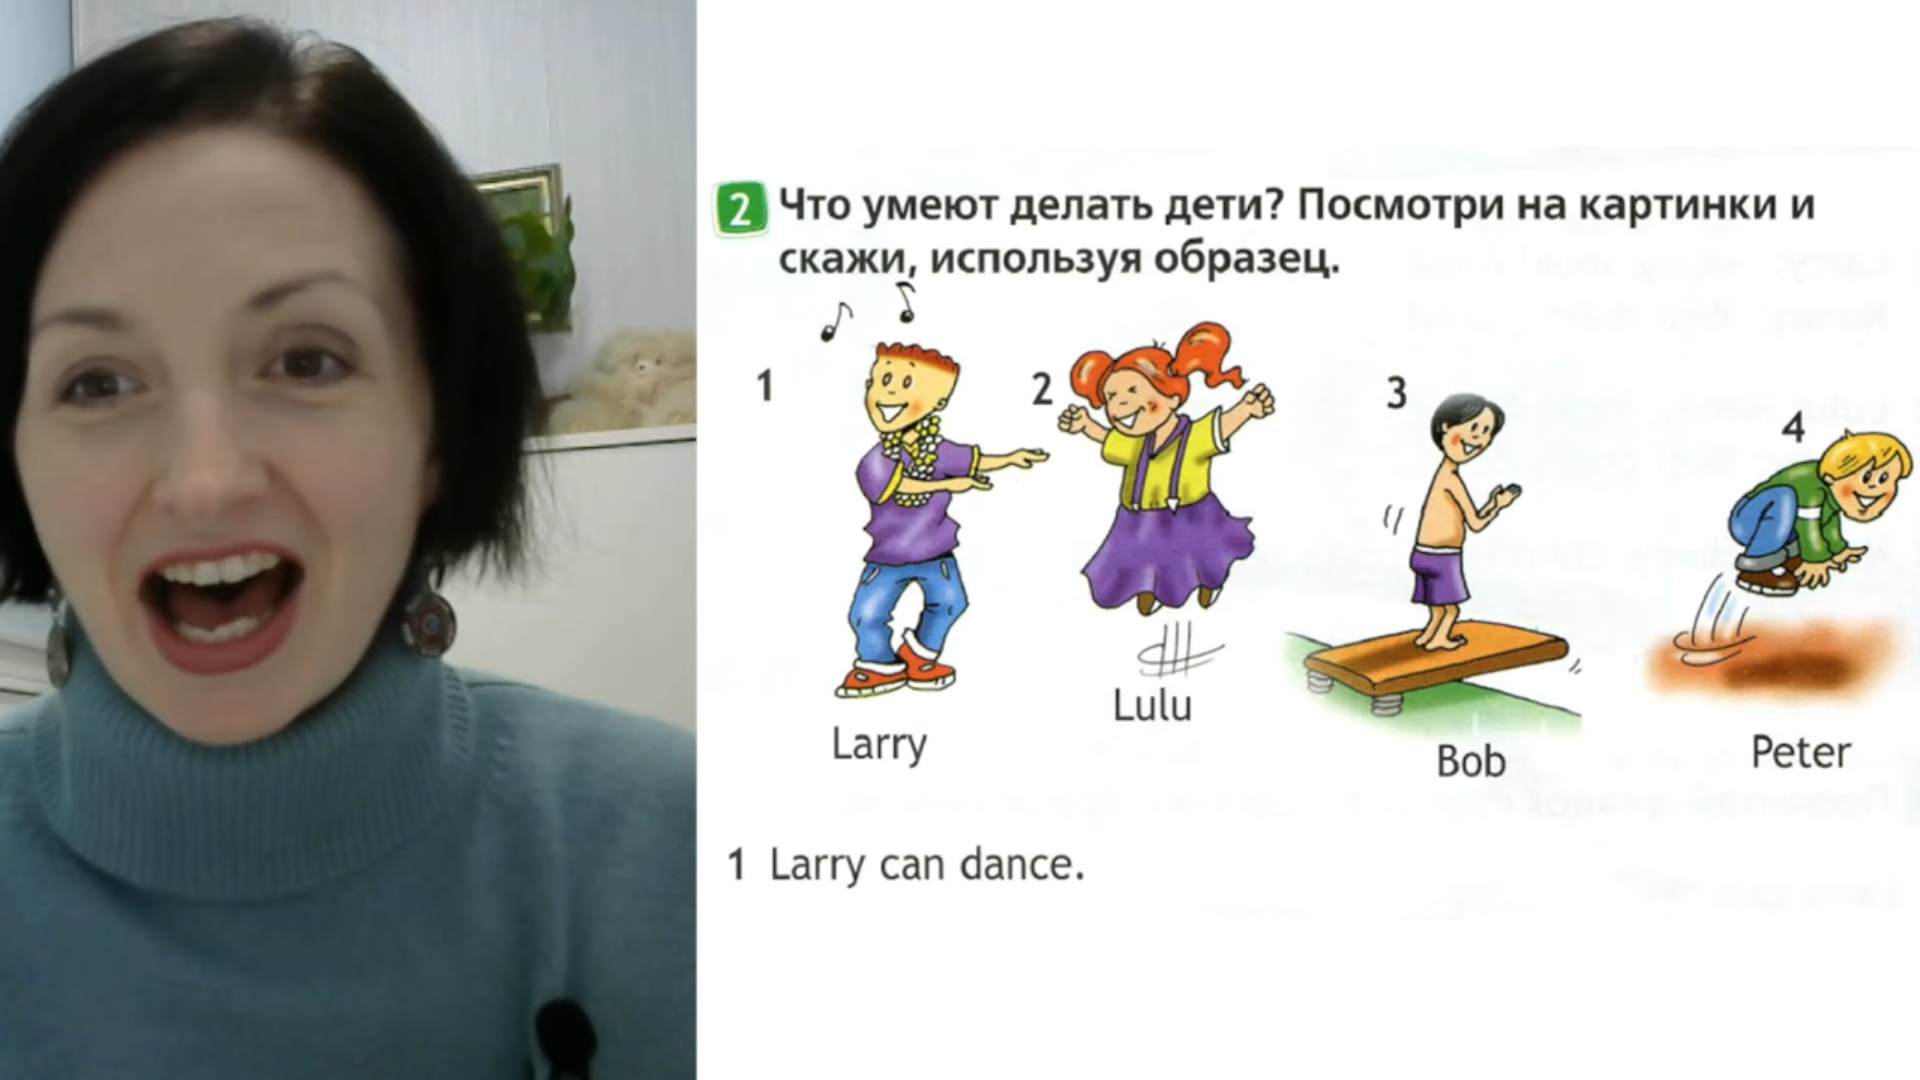 2 Что умеют делать дети? Посмотри на картинки и
скажи, используя образец.
1
2
3
4
Larry
Lulu
Bob
Peter
1 Larry can dance.